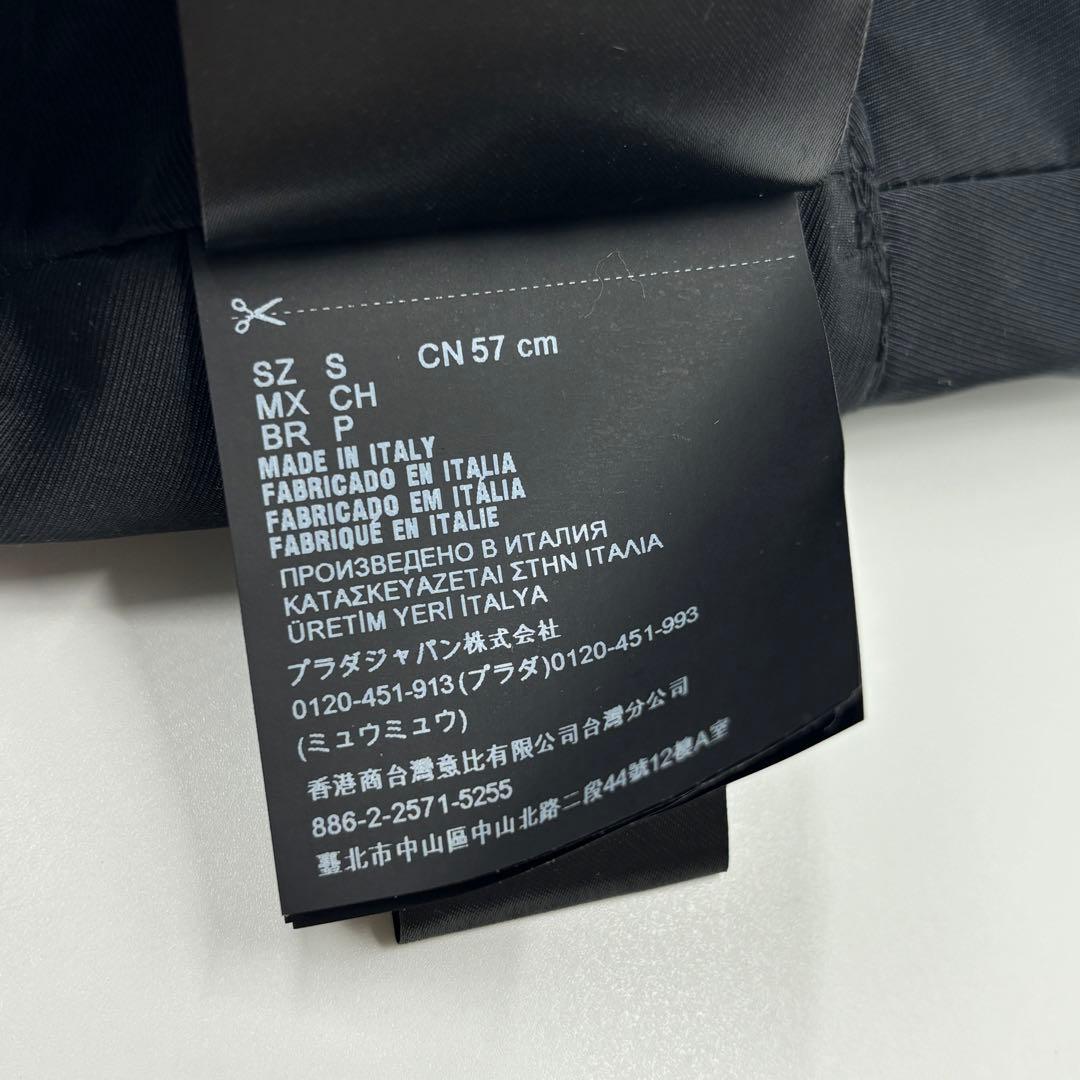 SZ S CN 57 cm
MX CH
BR P
MADE IN ITALY
FABRICADO EN ITALIA
FABRICADO EM ITÁLIA
FABRIQUÉ EN ITALIE
ПРОИЗВЕДЕНО В ИТАЛИЯ
ΚΑΤΑΣΚΕΥΑΖΕΤΑΙ ΣΤΗΝ ΙΤΑΛΙΑ
ÜRETİM YERİ İTALYA
プラダジャパン株式会社
0120-451-913(プラダ)0120-451-993
(ミュウミュウ)
香港商台灣意比有限公司台灣分公司
886-2-2571-5255
臺北市中山區中山北路二段44號12樓A室